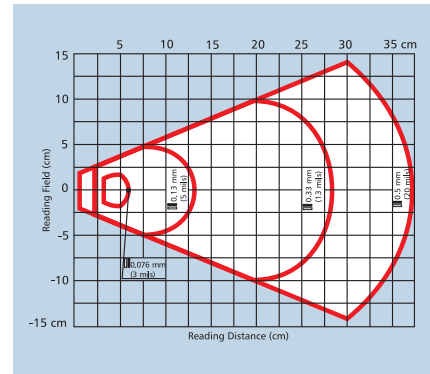 5 10 15 20 25 30 35 cm
15
10
5
0
-5
-10
-15 cm
Reading Field (cm)
0.13 mm
(5 mils)
0.33 mm
(13 mils)
0.5 mm
(20 mils)
0,076 mm
(3 mils)
Reading Distance (cm)